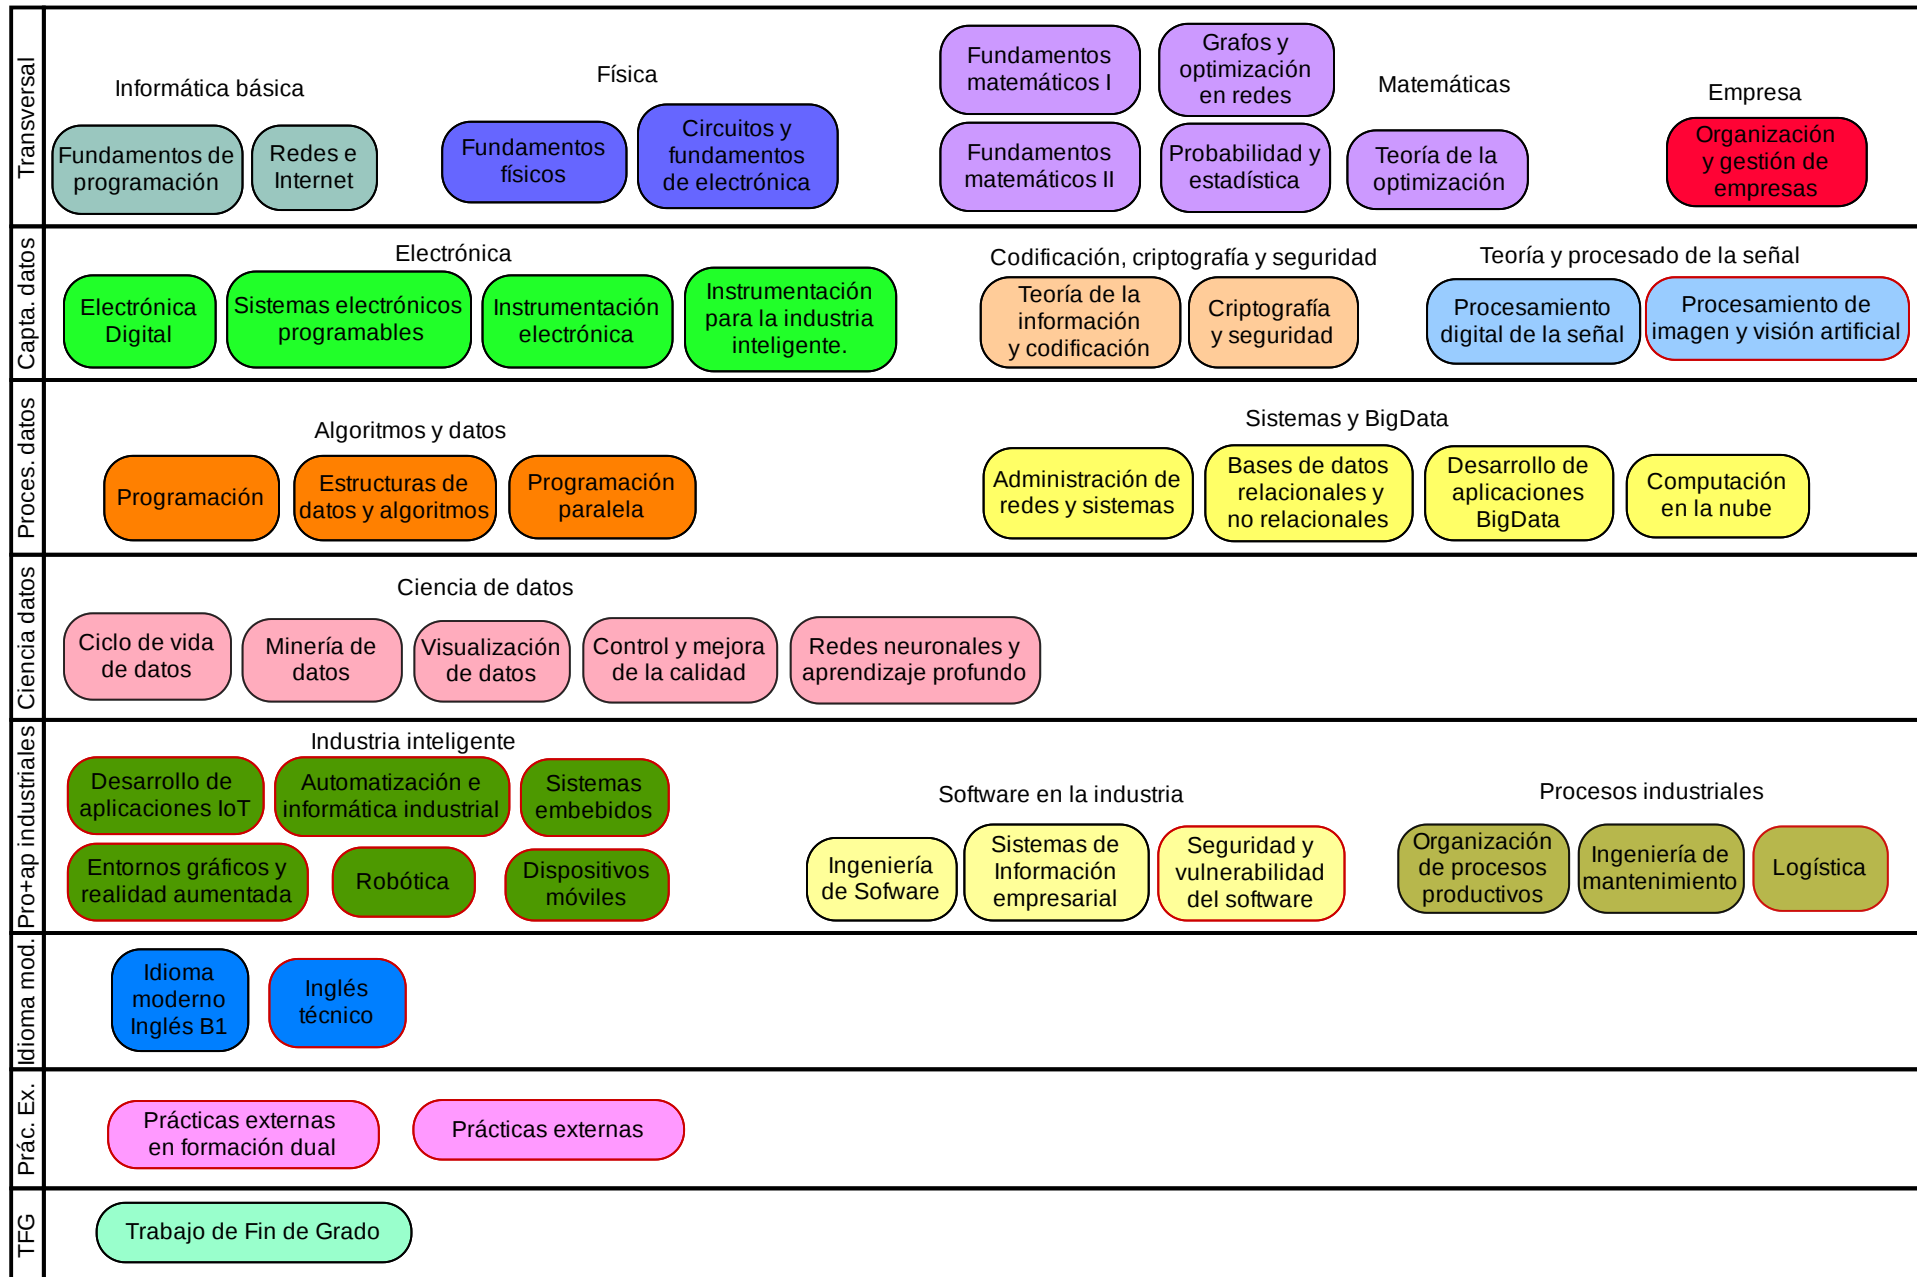 Transversal
Informática básica
Fundamentos de
programación
Redes e
Internet
Física
Fundamentos
físicos
Circuitos y
fundamentos
de electrónica
Fundamentos
matemáticos I
Grafos y
optimización
en redes
Matemáticas
Fundamentos
matemáticos II
Probabilidad y
estadística
Teoría de la
optimización
Empresa
Organización
y gestión de
empresas
Capta. datos
Electrónica
Electrónica
Digital
Sistemas electrónicos
programables
Instrumentación
electrónica
Instrumentación
para la industria
inteligente.
Codificación, criptografía y seguridad
Teoría de la
información
y codificación
Criptografía
y seguridad
Teoría y procesado de la señal
Procesamiento
digital de la señal
Procesamiento de
imagen y visión artificial
Proces. datos
Algoritmos y datos
Programación
Estructuras de
datos y algoritmos
Programación
paralela
Sistemas y BigData
Administración de
redes y sistemas
Bases de datos
relacionales y
no relacionales
Desarrollo de
aplicaciones
BigData
Computación
en la nube
Ciencia datos
Ciencia de datos
Ciclo de vida
de datos
Minería de
datos
Visualización
de datos
Control y mejora
de la calidad
Redes neuronales y
aprendizaje profundo
Pro+ap industriales
Industria inteligente
Desarrollo de
aplicaciones IoT
Automatización e
informática industrial
Sistemas
embebidos
Entornos gráficos y
realidad aumentada
Robótica
Dispositivos
móviles
Software en la industria
Ingeniería
de Sofware
Sistemas de
Información
empresarial
Seguridad y
vulnerabilidad
del software
Procesos industriales
Organización
de procesos
productivos
Ingeniería de
mantenimiento
Logística
Idioma mod.
Idioma
moderno
Inglés B1
Inglés
técnico
Prác. Ex.
Prácticas externas
en formación dual
Prácticas externas
TFG
Trabajo de Fin de Grado